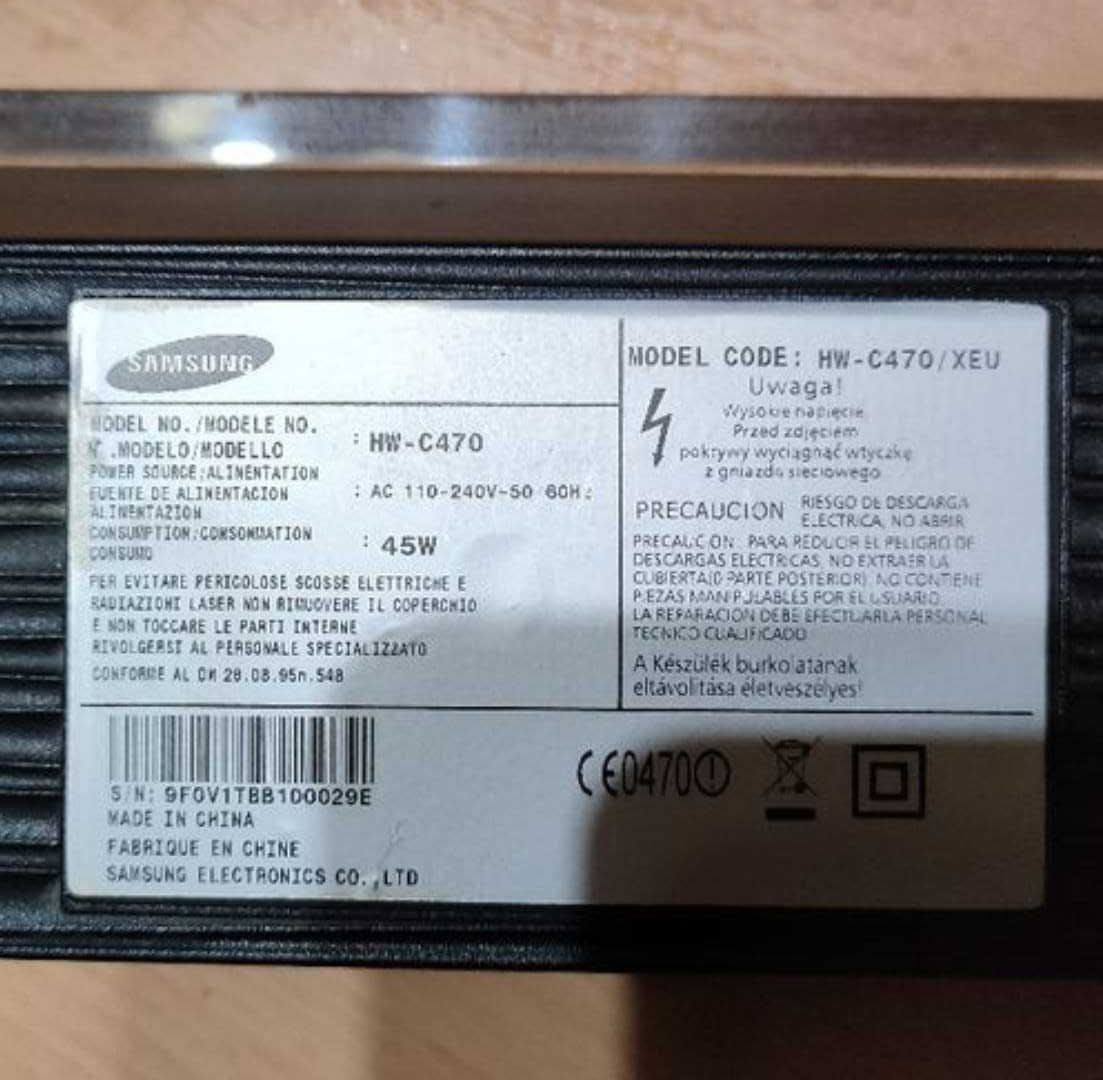 SAMSUNG
MODEL NO./MODELE NO.
N .MODELO/MODELLO
: HW-C470
POWER SOURCE:ALIMENTATION
FUENTE DE ALIMENTACION
: AC 110-240V-50 60Hz
ALIMENTAZION
CONSUMPTION:CONSOMMATION
CONSUMO
: 45W
PER EVITARE PERICOLOSE SCOSSE ELETTRICHE E
RADIAZIONI LASER NON RIMUOVERE IL COPERCHIO
E NON TOCCARE LE PARTI INTERNE
RIVOLGERSI AL PERSONALE SPECIALIZZATO
CONFORME AL DM 28.08.95n.548
MODEL CODE: HW-C470/XEU
Uwaga!
Wysokie napięcie.
Przed zdjęciem
pokrywy wyciągnąć wtyczkę
z gniazda sieciowego
PRECAUCION
RIESGO DE DESCARGA
ELECTRICA, NO ABRIR
PRECAUCION: PARA REDUCIR EL PELIGRO DE
DESCARGAS ELECTRICAS, NO EXTRAER LA
CUBIERTA(O PARTE POSTERIOR). NO CONTIENE
PIEZAS MANIPULABLES POR EL USUARIO
LA REPARACION DEBE EFECTUARLA PERSONAL
TECNICO CUALIFICADO
A Készülék burkolatának
eltávolítása életveszélyes!
S/N: 9F0V1TBB100029E
MADE IN CHINA
FABRIQUE EN CHINE
SAMSUNG ELECTRONICS CO.,LTD
CE0470